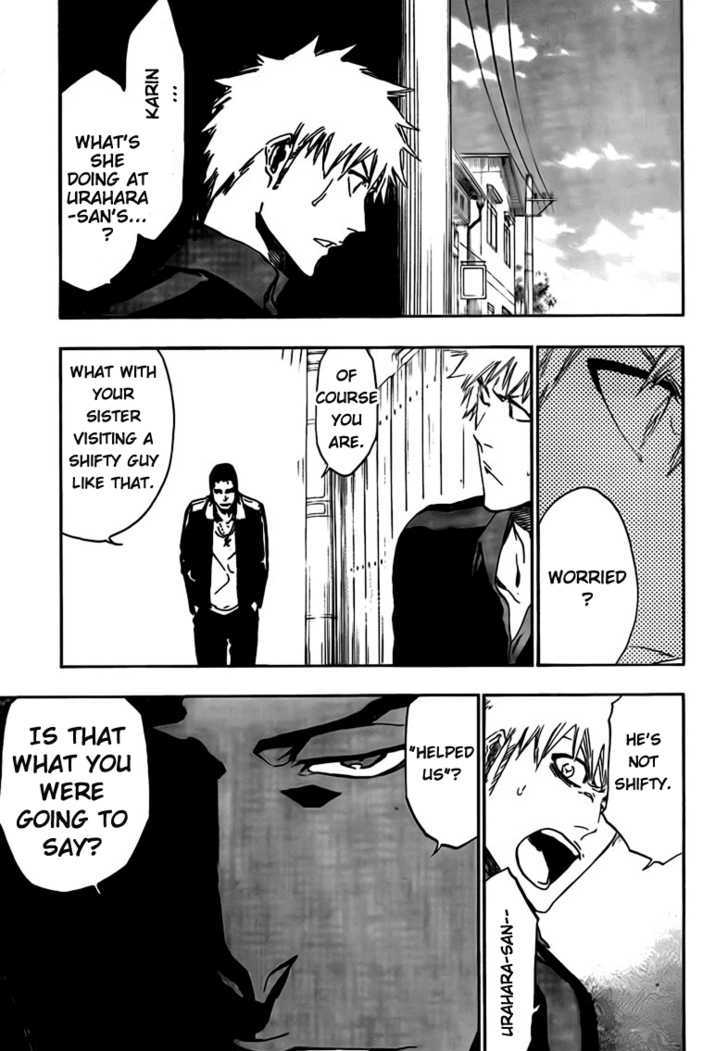 KARIN
...
WHAT'S
SHE
DOING AT
URAHARA
-SAN'S...
?
WORRIED
?
OF
COURSE
YOU
ARE.
WHAT WITH
YOUR
SISTER
VISITING A
SHIFTY GUY
LIKE THAT.
HE'S
NOT
SHIFTY.
URAHARA-SAN--
"HELPED
US"?
IS THAT
WHAT YOU
WERE
GOING TO
SAY?